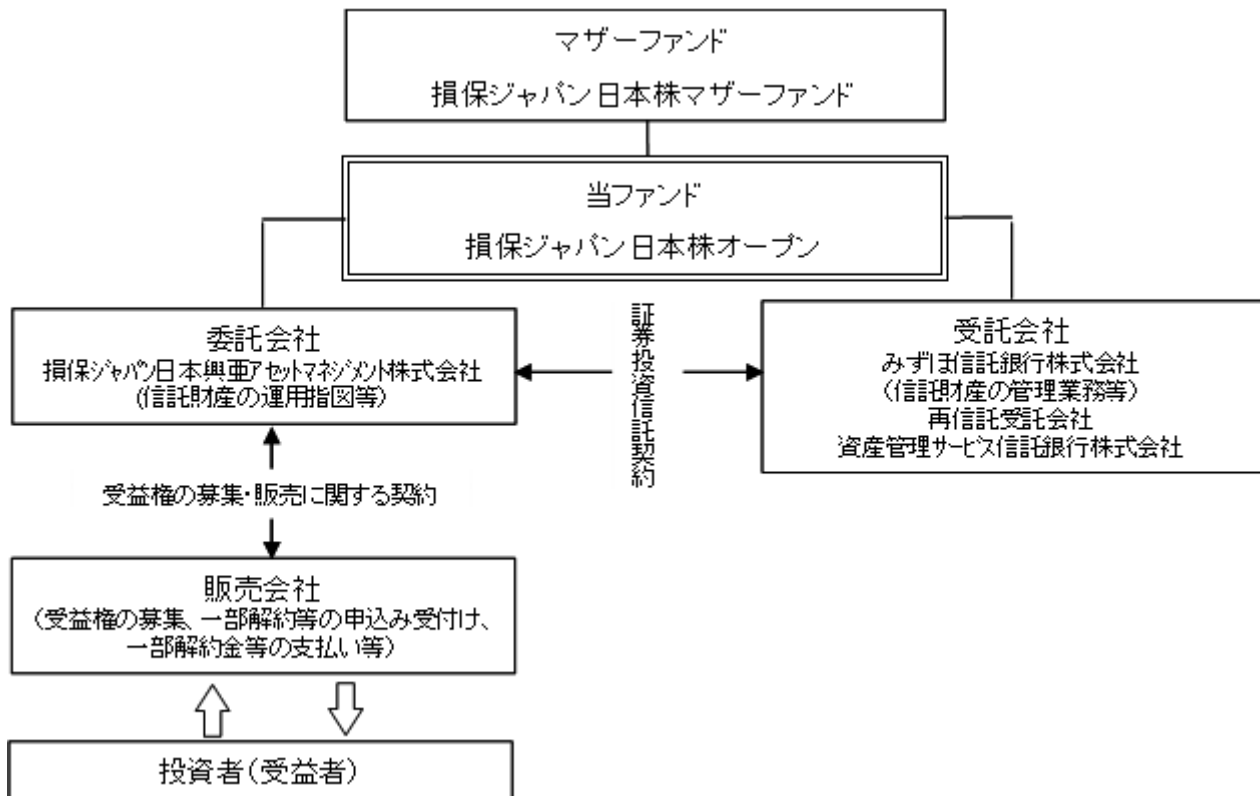 マザーファンド
損保ジャパン日本株マザーファンド
当ファンド
損保ジャパン日本株オープン
委託会社
損保ジャパン日本興亜アセットマネジメント株式会社
(信託財産の運用指図等)
証券投資信託契約
受託会社
みずほ信託銀行株式会社
(信託財産の管理業務等)
再信託受託会社
資産管理サービス信託銀行株式会社
受益権の募集・販売に関する契約
販売会社
(受益権の募集、一部解約等の申込み受付け、
一部解約金等の支払い等)
投資者(受益者)